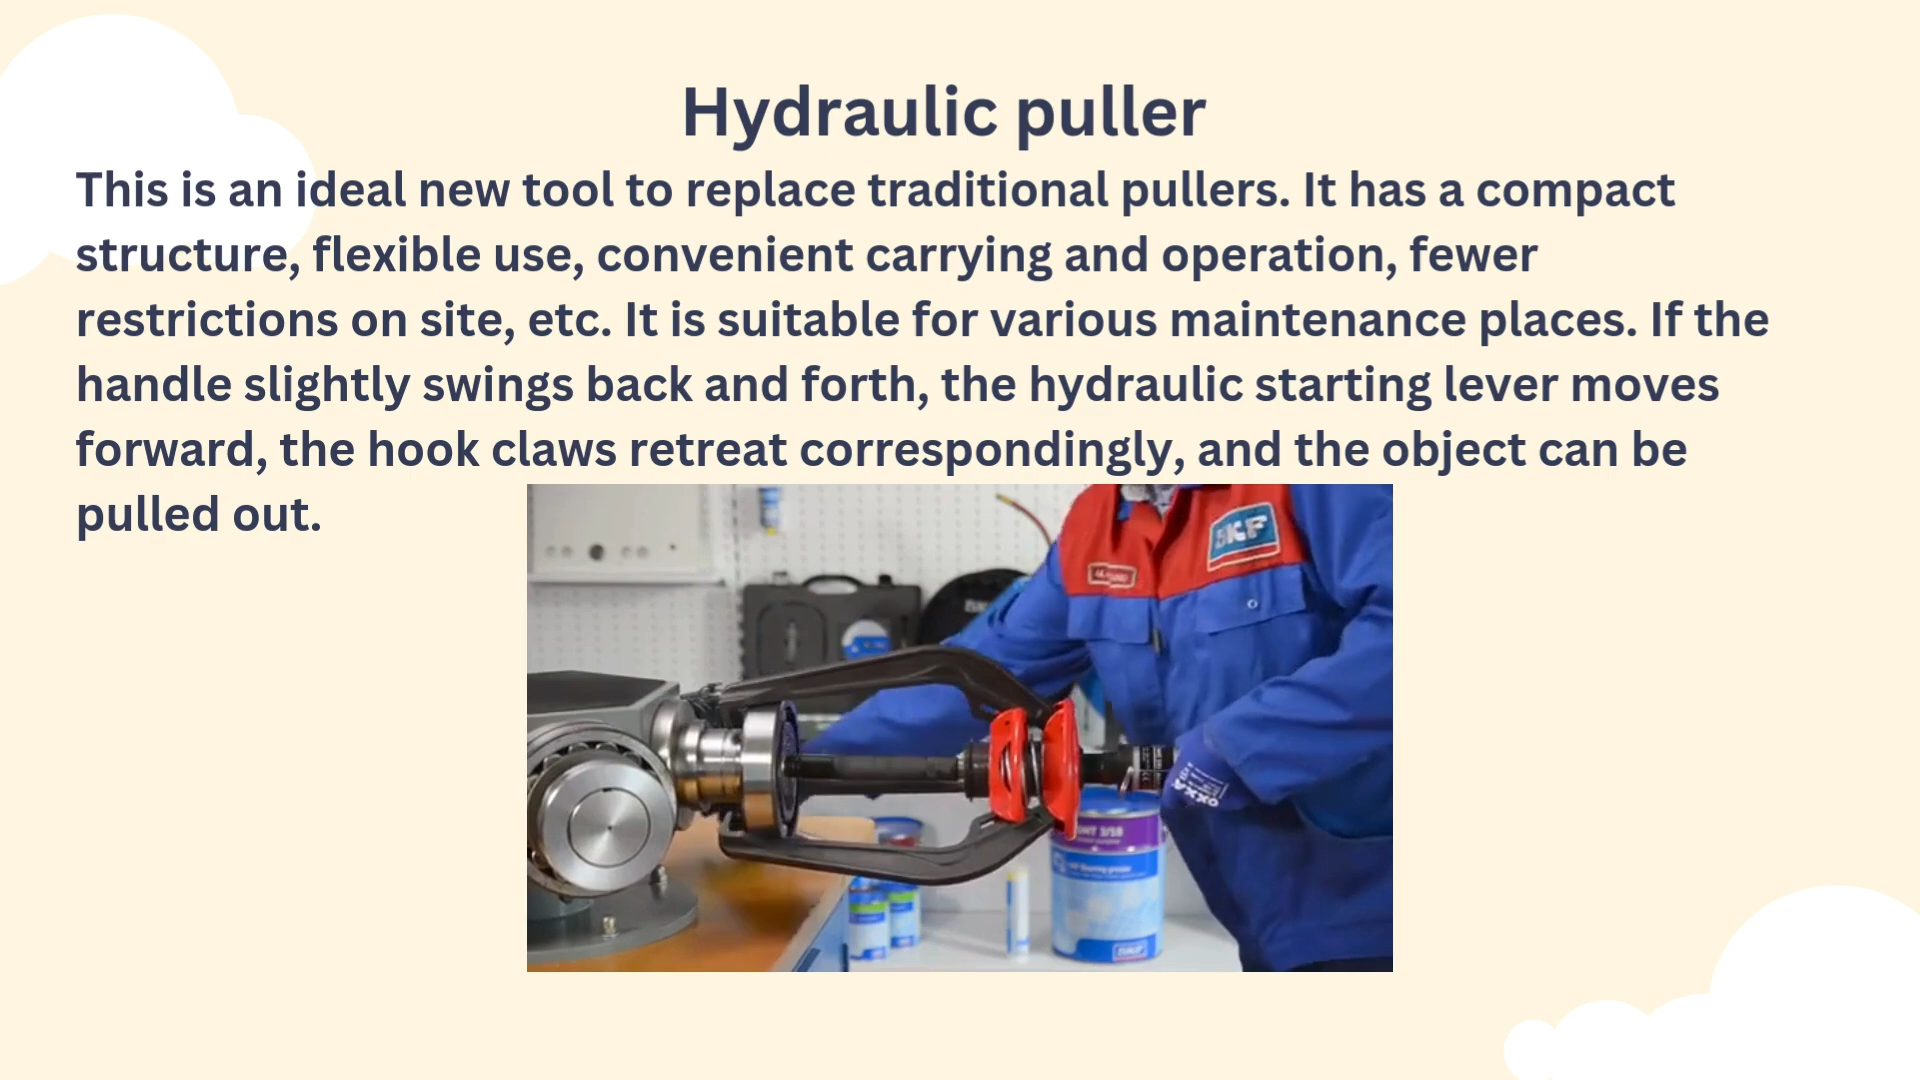 Hydraulic puller
This is an ideal new tool to replace traditional pullers. It has a compact
structure, flexible use, convenient carrying and operation, fewer
restrictions on site, etc. It is suitable for various maintenance places. If the
handle slightly swings back and forth, the hydraulic starting lever moves
forward, the hook claws retreat correspondingly, and the object can be
pulled out.
SKF
OXXA